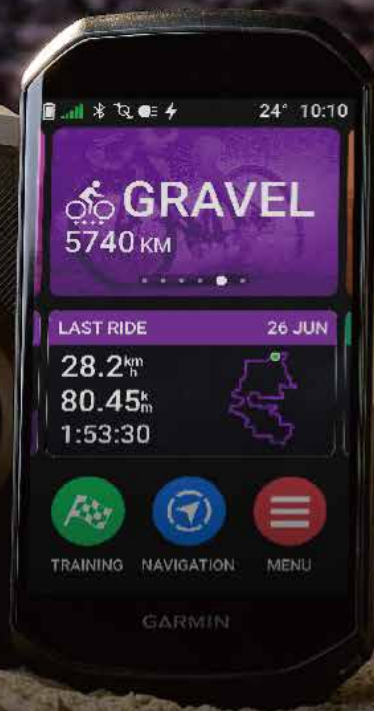 24° 10:10
GRAVEL
5740 KM
LAST RIDE 26 JUN
28.2 km/h
80.45 km
1:53:30
TRAINING NAVIGATION MENU
GARMIN